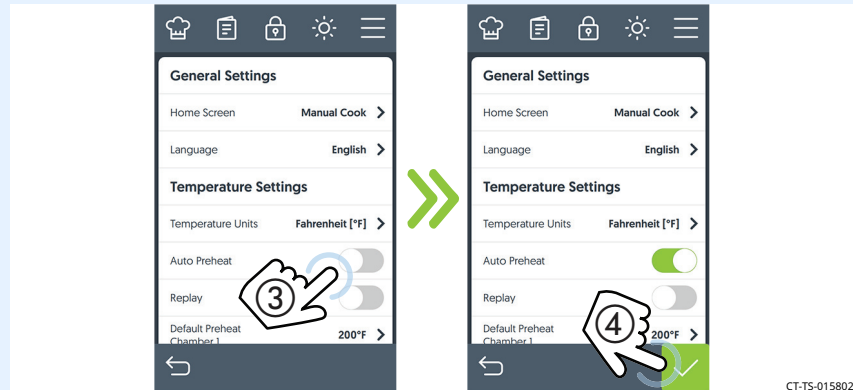 General Settings
Home Screen Manual Cook
Language English
Temperature Settings
Temperature Units Fahrenheit [°F]
Auto Preheat
Replay
Default Preheat
Chamber 1 200°F
3
General Settings
Home Screen Manual Cook
Language English
Temperature Settings
Temperature Units Fahrenheit [°F]
Auto Preheat
Replay
Default Preheat
Chamber 1 200°F
4
CT-TS-015802